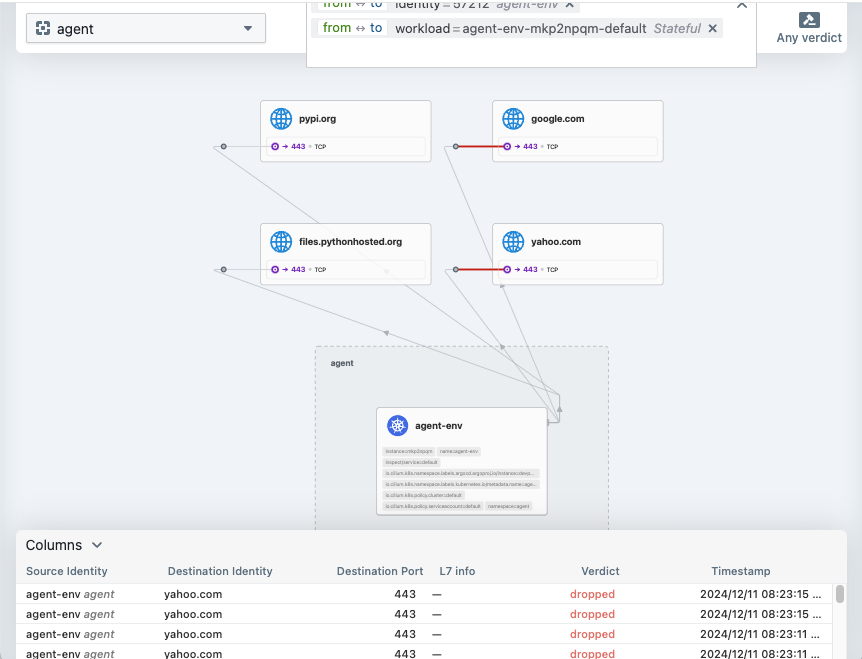 from ↔ to identity=57212 agent-env ✕
agent
from ↔ to workload=agent-env-mkp2npqm-default Stateful ✕
Any verdict
pypi.org
→ 443 • TCP
google.com
→ 443 • TCP
files.pythonhosted.org
→ 443 • TCP
yahoo.com
→ 443 • TCP
agent
agent-env
instance:mkp2npqm name:agent-env
inspect/service:default
io.cilium.k8s.namespace.labels.argocd.argoproj.io/instance:devp...
io.cilium.k8s.namespace.labels.kubernetes.io/metadata.name:age...
io.cilium.k8s.policy.cluster:default
io.cilium.k8s.policy.serviceaccount:default namespace:agent
Columns
Source Identity Destination Identity Destination Port L7 info Verdict Timestamp
agent-env agent yahoo.com 443 — dropped 2024/12/11 08:23:15 ...
agent-env agent yahoo.com 443 — dropped 2024/12/11 08:23:15 ...
agent-env agent yahoo.com 443 — dropped 2024/12/11 08:23:11 ...
agent-env agent yahoo.com 443 — dropped 2024/12/11 08:23:11 ...